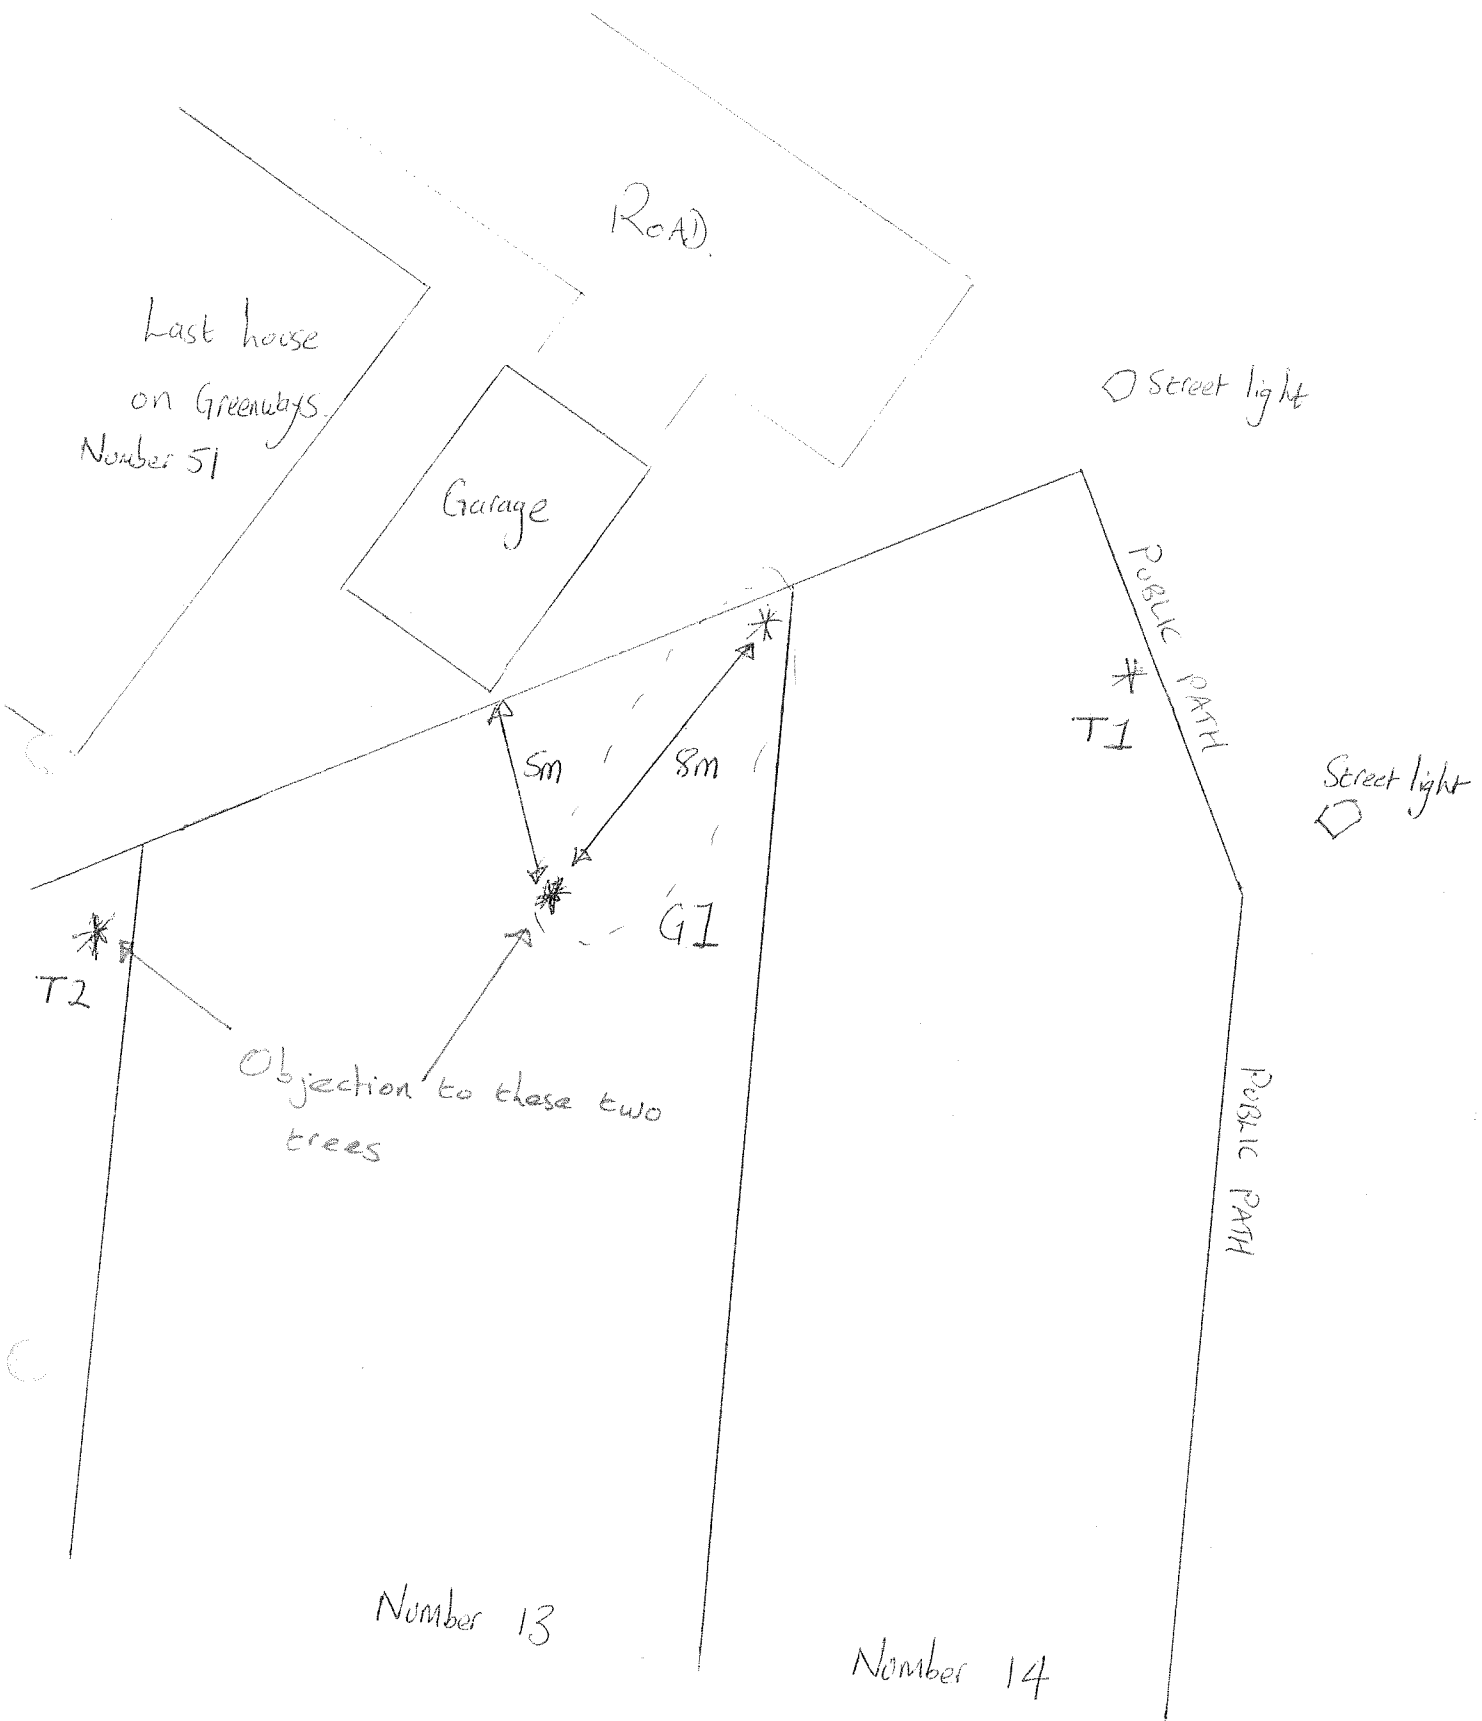 ROAD.
Last house
on Greenways.
Number 51
Street light
Garage
PUBLIC PATH
T1
5m
8m
Street light
G1
T2
Objection to these two
trees
PUBLIC PATH
Number 13
Number 14